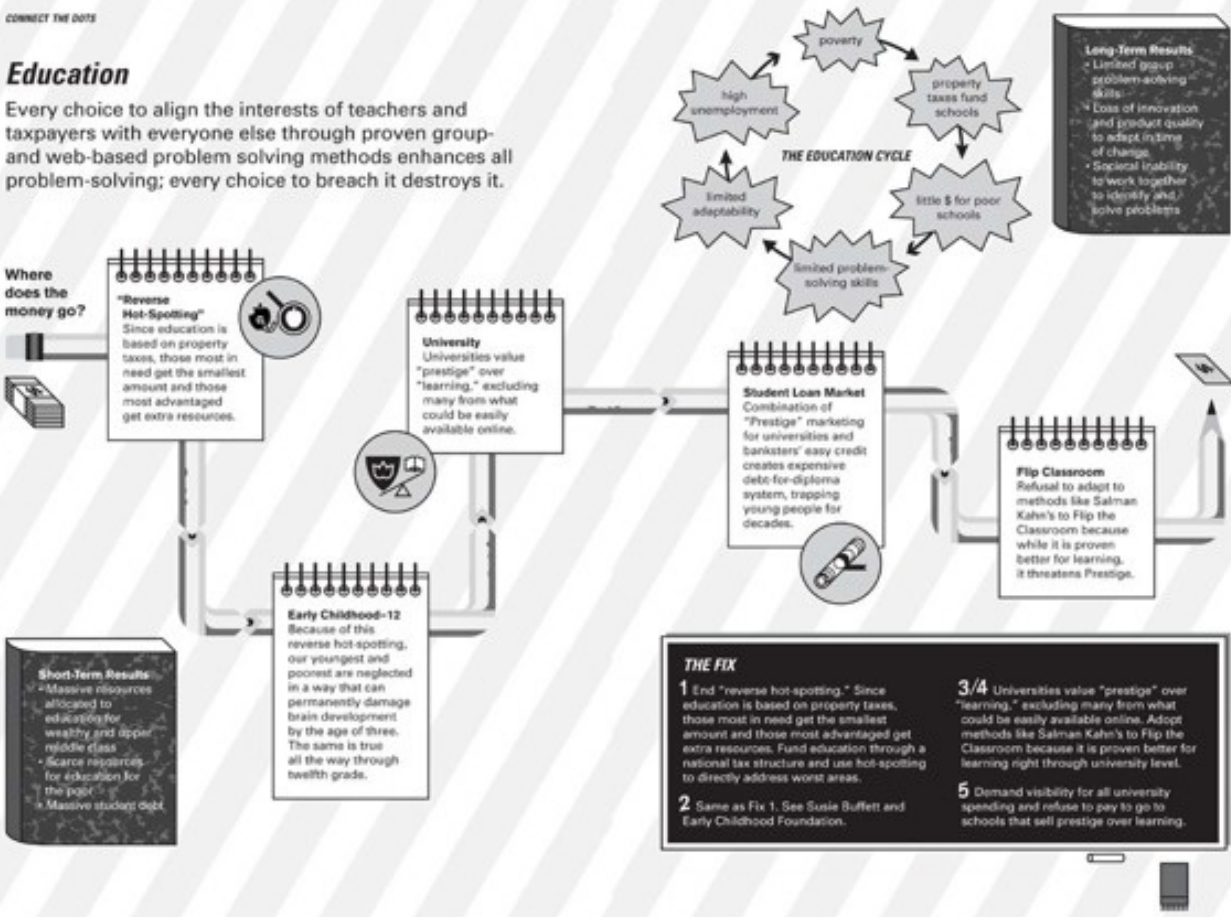 CONNECT THE DOTS
Education
Every choice to align the interests of teachers and
taxpayers with everyone else through proven group-
and web-based problem solving methods enhances all
problem-solving; every choice to breach it destroys it.
poverty
property
taxes fund
schools
little $ for poor
schools
limited problem-
solving skills
limited
adaptability
high
unemployment
THE EDUCATION CYCLE
Long-Term Results
• Limited group
problem-solving
skills
• Loss of innovation
and product quality
to adapt in time
of change
• Societal inability
to work together
to identify and
solve problems
Where
does the
money go?
"Reverse
Hot-Spotting"
Since education is
based on property
taxes, those most in
need get the smallest
amount and those
most advantaged
get extra resources.
Early Childhood–12
Because of this
reverse hot-spotting,
our youngest and
poorest are neglected
in a way that can
permanently damage
brain development
by the age of three.
The same is true
all the way through
twelfth grade.
University
Universities value
"prestige" over
"learning," excluding
many from what
could be easily
available online.
Student Loan Market
Combination of
"Prestige" marketing
for universities and
banksters' easy credit
creates expensive
debt-for-diploma
system, trapping
young people for
decades.
Flip Classroom
Refusal to adapt to
methods like Salman
Kahn's to Flip the
Classroom because
while it is proven
better for learning,
it threatens Prestige.
$
Short-Term Results
• Massive resources
allocated to
education for
wealthy and upper
middle class
• Scarce resources
for education for
the poor
• Massive student debt
THE FIX
1 End "reverse hot-spotting." Since
education is based on property taxes,
those most in need get the smallest
amount and those most advantaged get
extra resources. Fund education through a
national tax structure and use hot-spotting
to directly address worst areas.
2 Same as Fix 1. See Susie Buffett and
Early Childhood Foundation.
3/4 Universities value "prestige" over
"learning," excluding many from what
could be easily available online. Adopt
methods like Salman Kahn's to Flip the
Classroom because it is proven better for
learning right through university level.
5 Demand visibility for all university
spending and refuse to pay to go to
schools that sell prestige over learning.